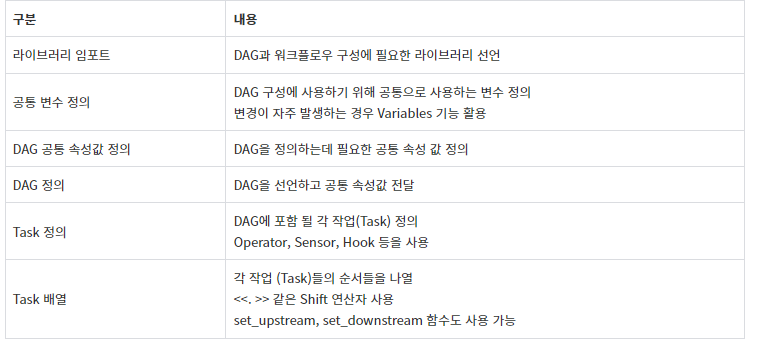 구분 내용
라이브러리 임포트 DAG과 워크플로우 구성에 필요한 라이브러리 선언
공통 변수 정의
DAG 구성에 사용하기 위해 공통으로 사용하는 변수 정의
변경이 자주 발생하는 경우 Variables 기능 활용
DAG 공통 속성값 정의 DAG을 정의하는데 필요한 공통 속성 값 정의
DAG 정의 DAG을 선언하고 공통 속성값 전달
Task 정의
DAG에 포함 될 각 작업(Task) 정의
Operator, Sensor, Hook 등을 사용
Task 배열
각 작업 (Task)들의 순서들을 나열
<<. >> 같은 Shift 연산자 사용
set_upstream, set_downstream 함수도 사용 가능